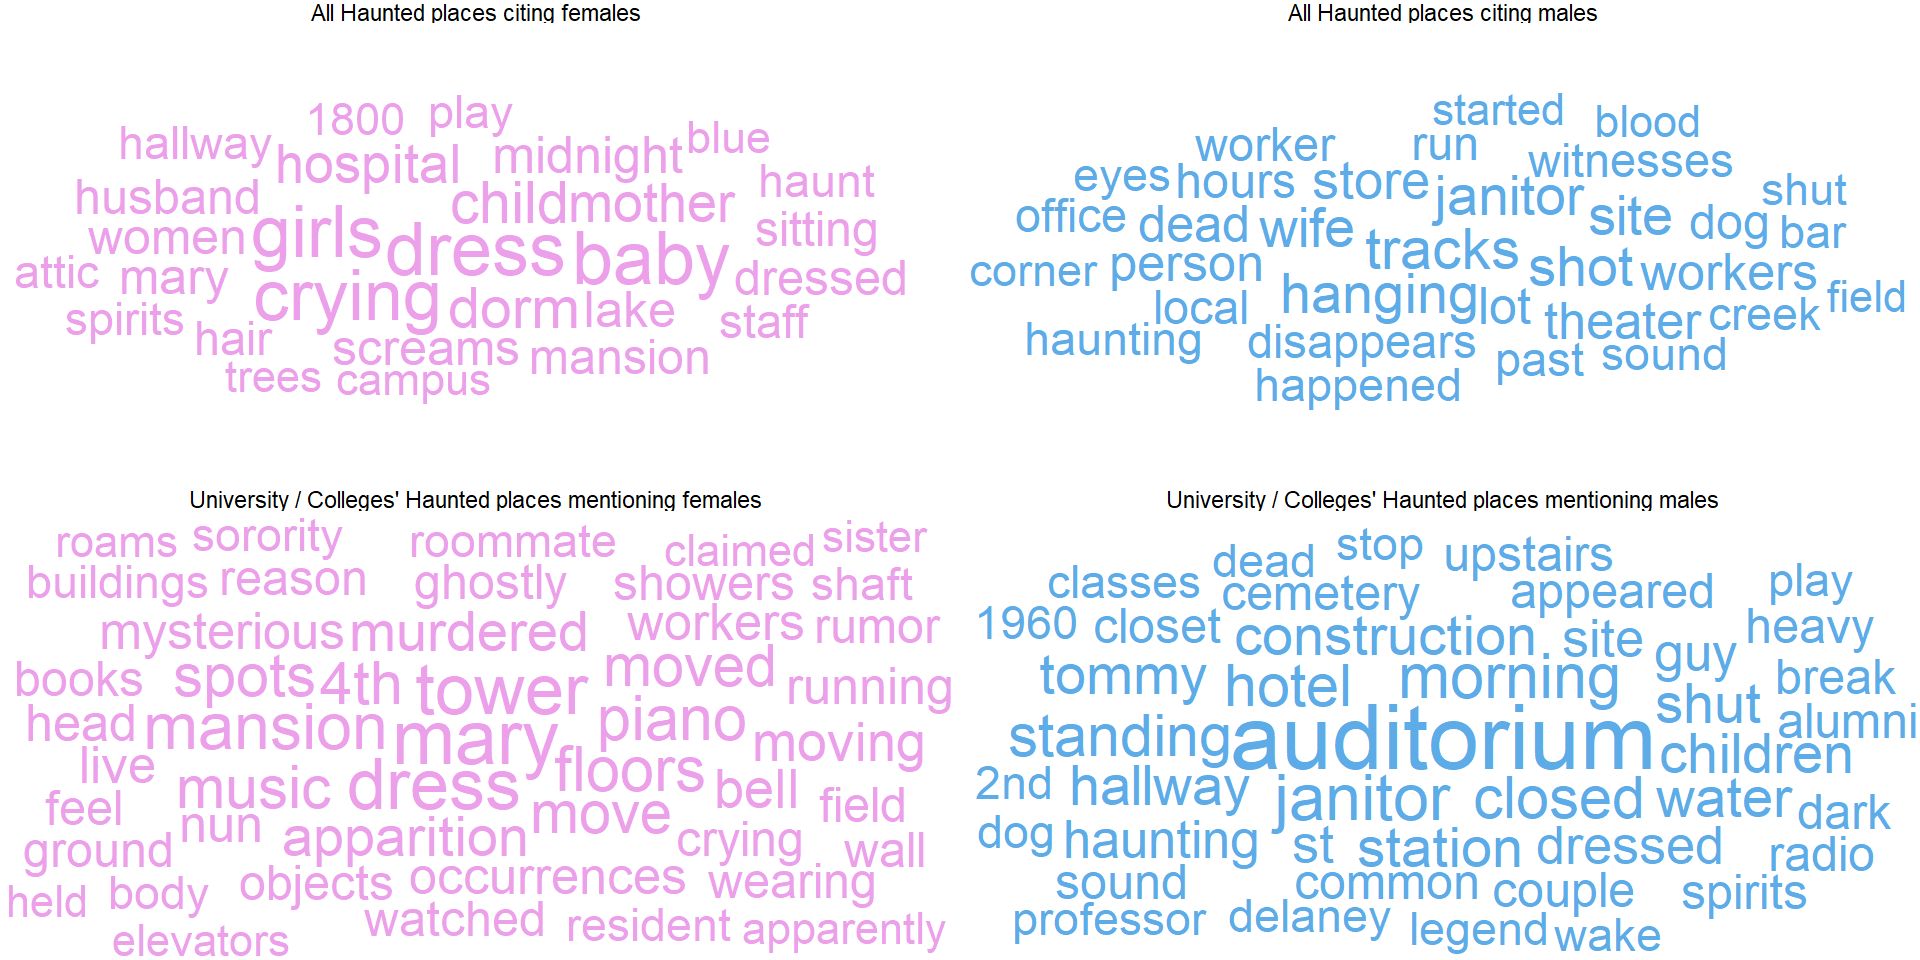 All Haunted places citing females
1800 play
hallway hospital midnight blue
husband child mother haunt
women girls dress baby sitting
attic mary crying dorm lake dressed
spirits hair screams mansion staff
trees campus
All Haunted places citing males
started blood
worker run witnesses
eyes hours store janitor shut
office dead wife site dog bar
corner person tracks shot workers field
local hanging lot theater creek
haunting disappears past sound
happened
University / Colleges' Haunted places mentioning females
roams sorority roommate claimed sister
buildings reason ghostly showers shaft
mysterious murdered workers rumor
books spots 4th tower moved running
head mansion mary piano moving
live music dress floors bell field
feel nun apparition move crying wall
ground objects occurrences wearing
held body watched resident apparently
elevators
University / Colleges' Haunted places mentioning males
dead stop upstairs
classes cemetery appeared play
1960 closet construction site guy heavy
tommy hotel morning shut break
standing auditorium children alumni
2nd hallway janitor closed water dark
dog haunting st station dressed radio
sound common couple spirits
professor delaney legend wake